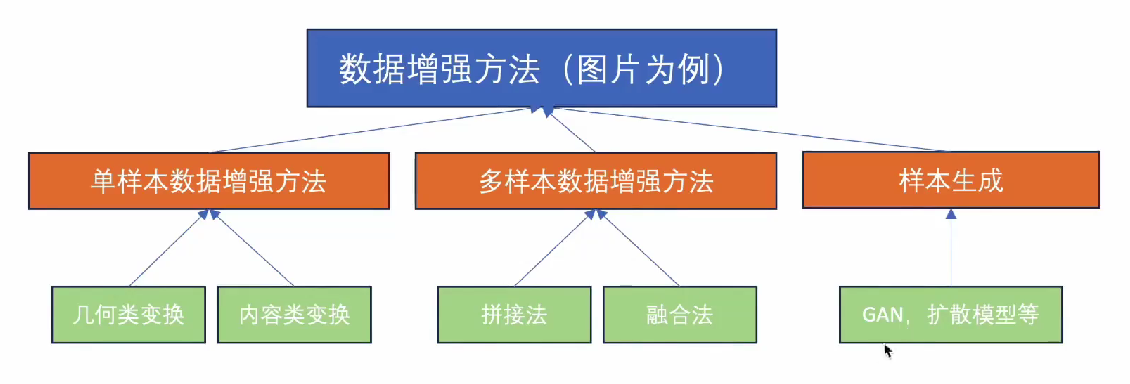 数据增强方法（图片为例）
单样本数据增强方法
多样本数据增强方法
样本生成
几何类变换
内容类变换
拼接法
融合法
GAN，扩散模型等